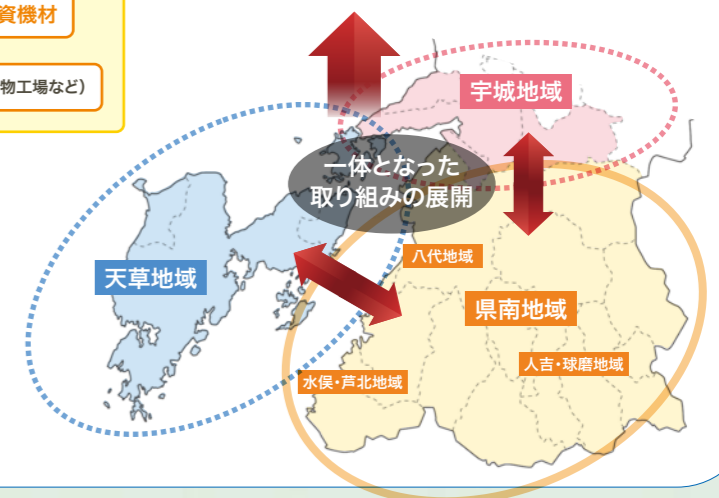 資機材
物工場など）
宇城地域
一体となった
取り組みの展開
八代地域
天草地域
県南地域
人吉・球磨地域
水俣・芦北地域